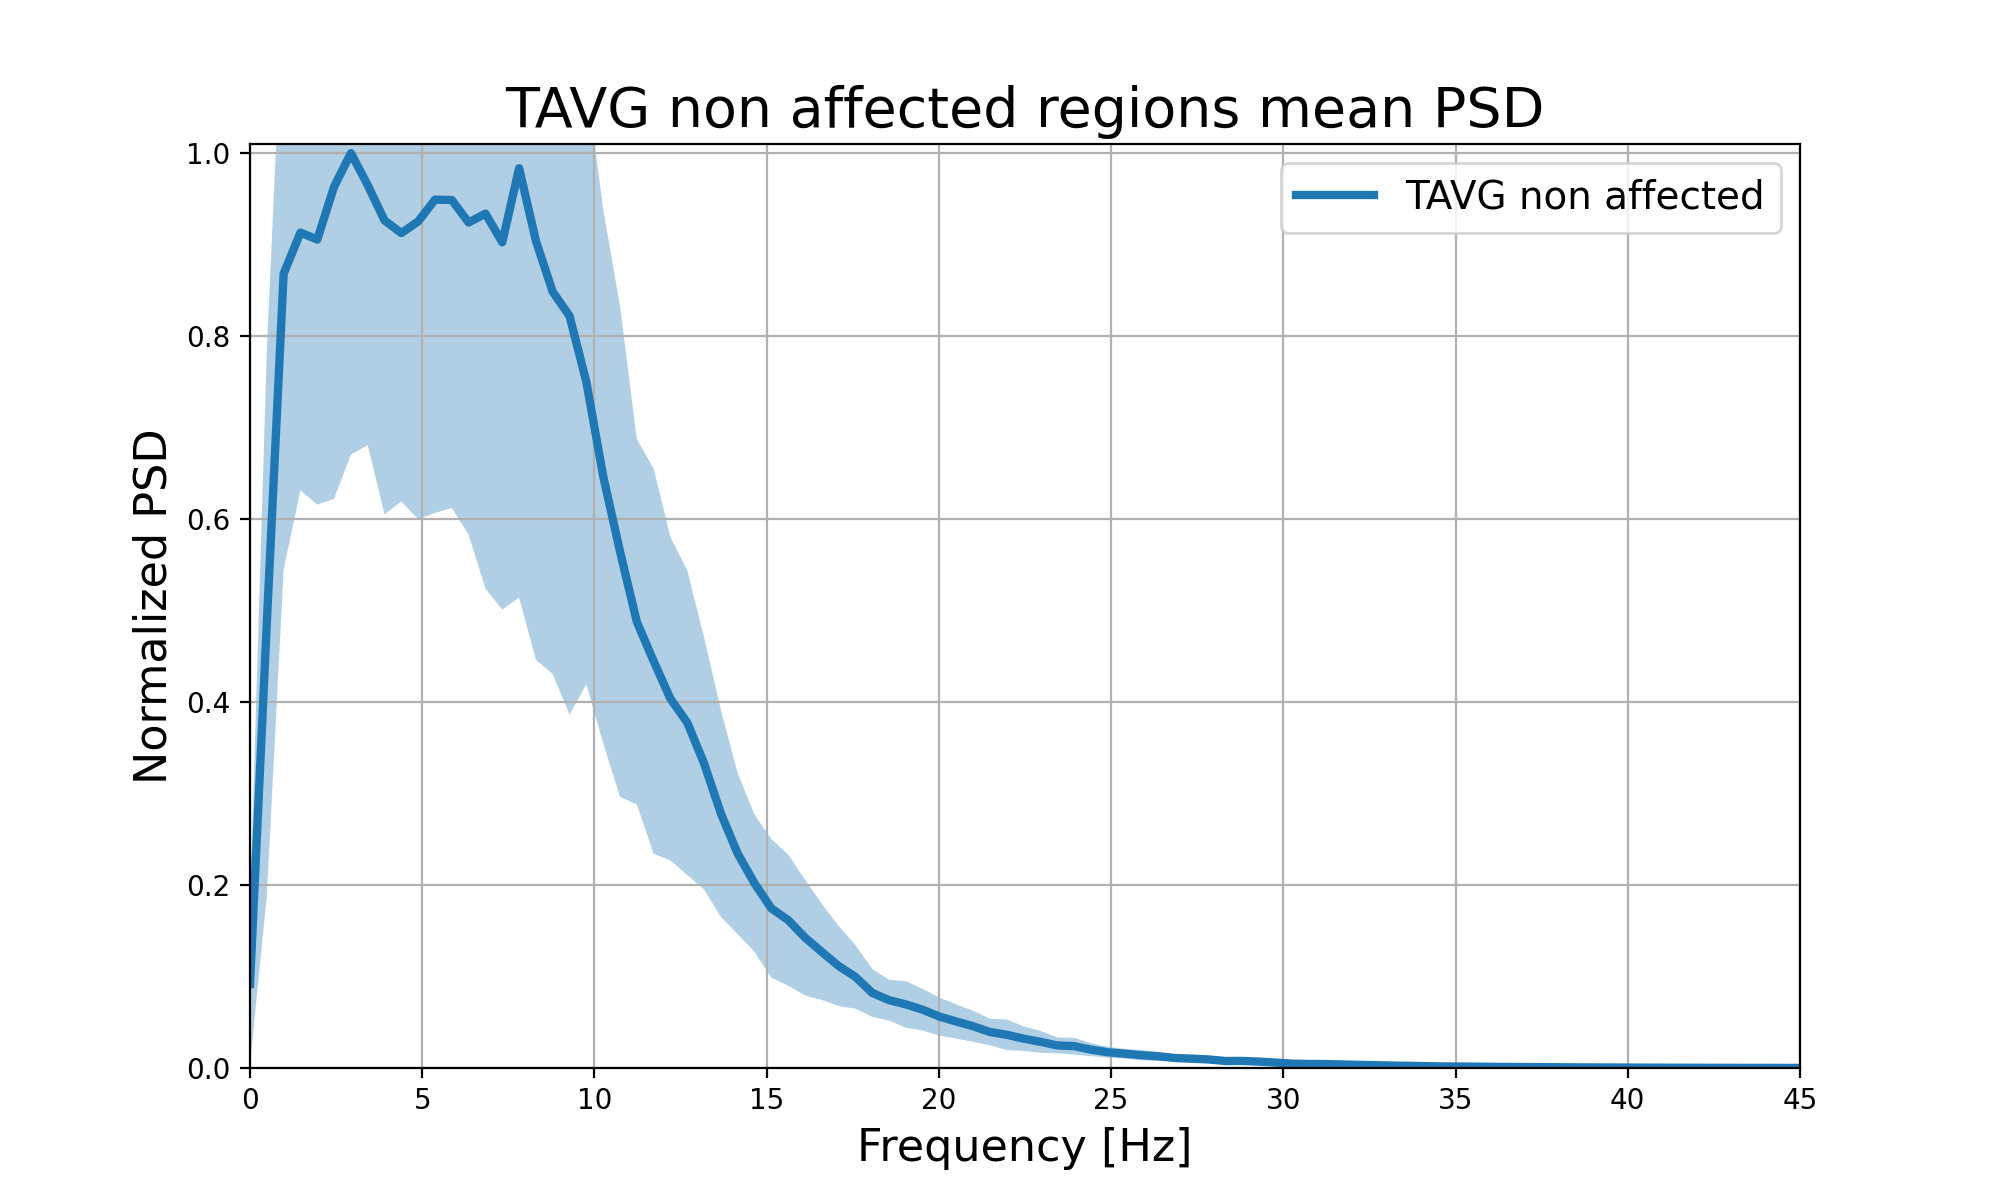 TAVG non affected regions mean PSD
TAVG non affected
Normalized PSD
1.0
0.8
0.6
0.4
0.2
0.0
0 5 10 15 20 25 30 35 40 45
Frequency [Hz]